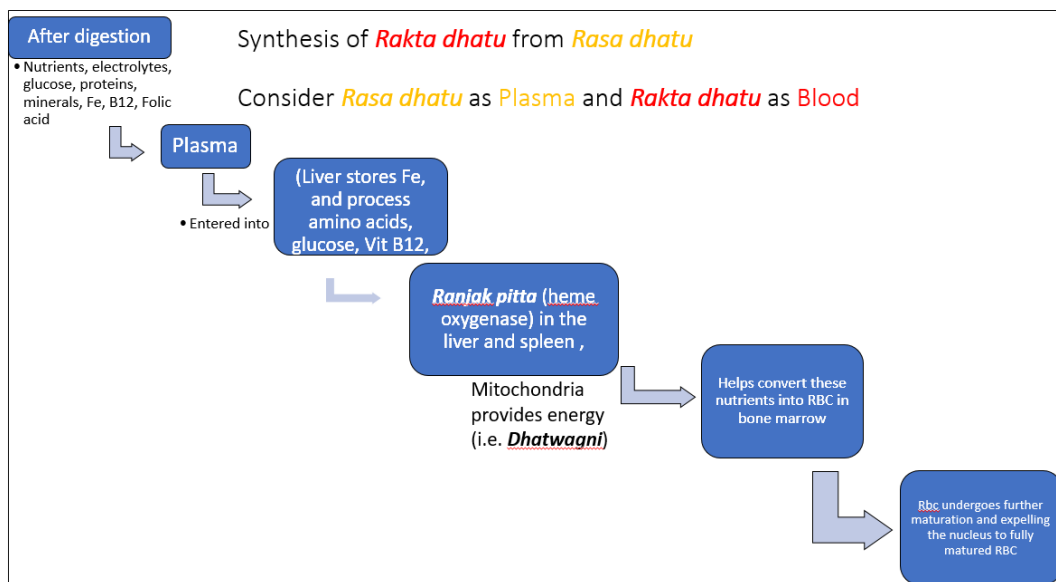 After digestion
• Nutrients, electrolytes,
glucose, proteins,
minerals, Fe, B12, Folic
acid
Synthesis of Rakta dhatu from Rasa dhatu
Consider Rasa dhatu as Plasma and Rakta dhatu as Blood
Plasma
• Entered into
(Liver stores Fe,
and process
amino acids,
glucose, Vit B12,
Ranjak pitta (heme
oxygenase) in the
liver and spleen ,
Mitochondria
provides energy
(i.e. Dhatwagni)
Helps convert these
nutrients into RBC in
bone marrow
Rbc undergoes further
maturation and expelling
the nucleus to fully
matured RBC